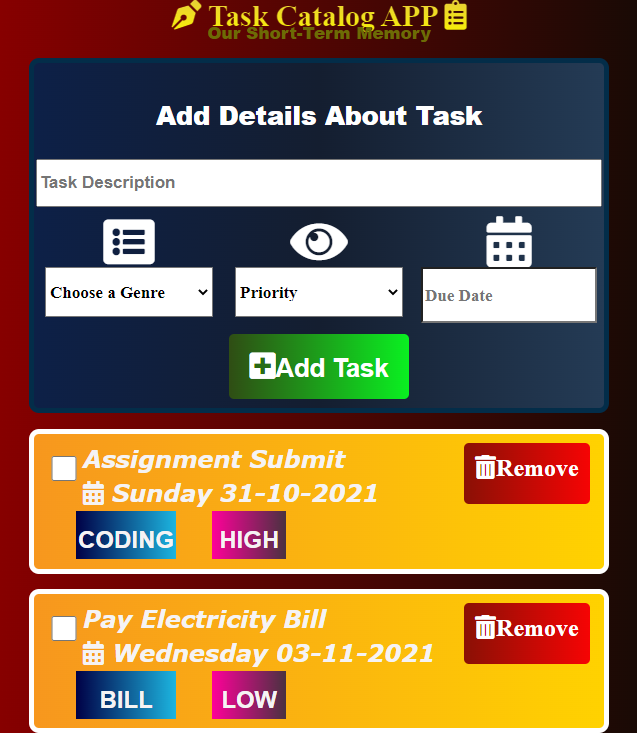 Task Catalog APP
Our Short-Term Memory
Add Details About Task
Task Description
Choose a Genre Priority Due Date
Add Task
Assignment Submit Remove
Sunday 31-10-2021
CODING HIGH
Pay Electricity Bill Remove
Wednesday 03-11-2021
BILL LOW